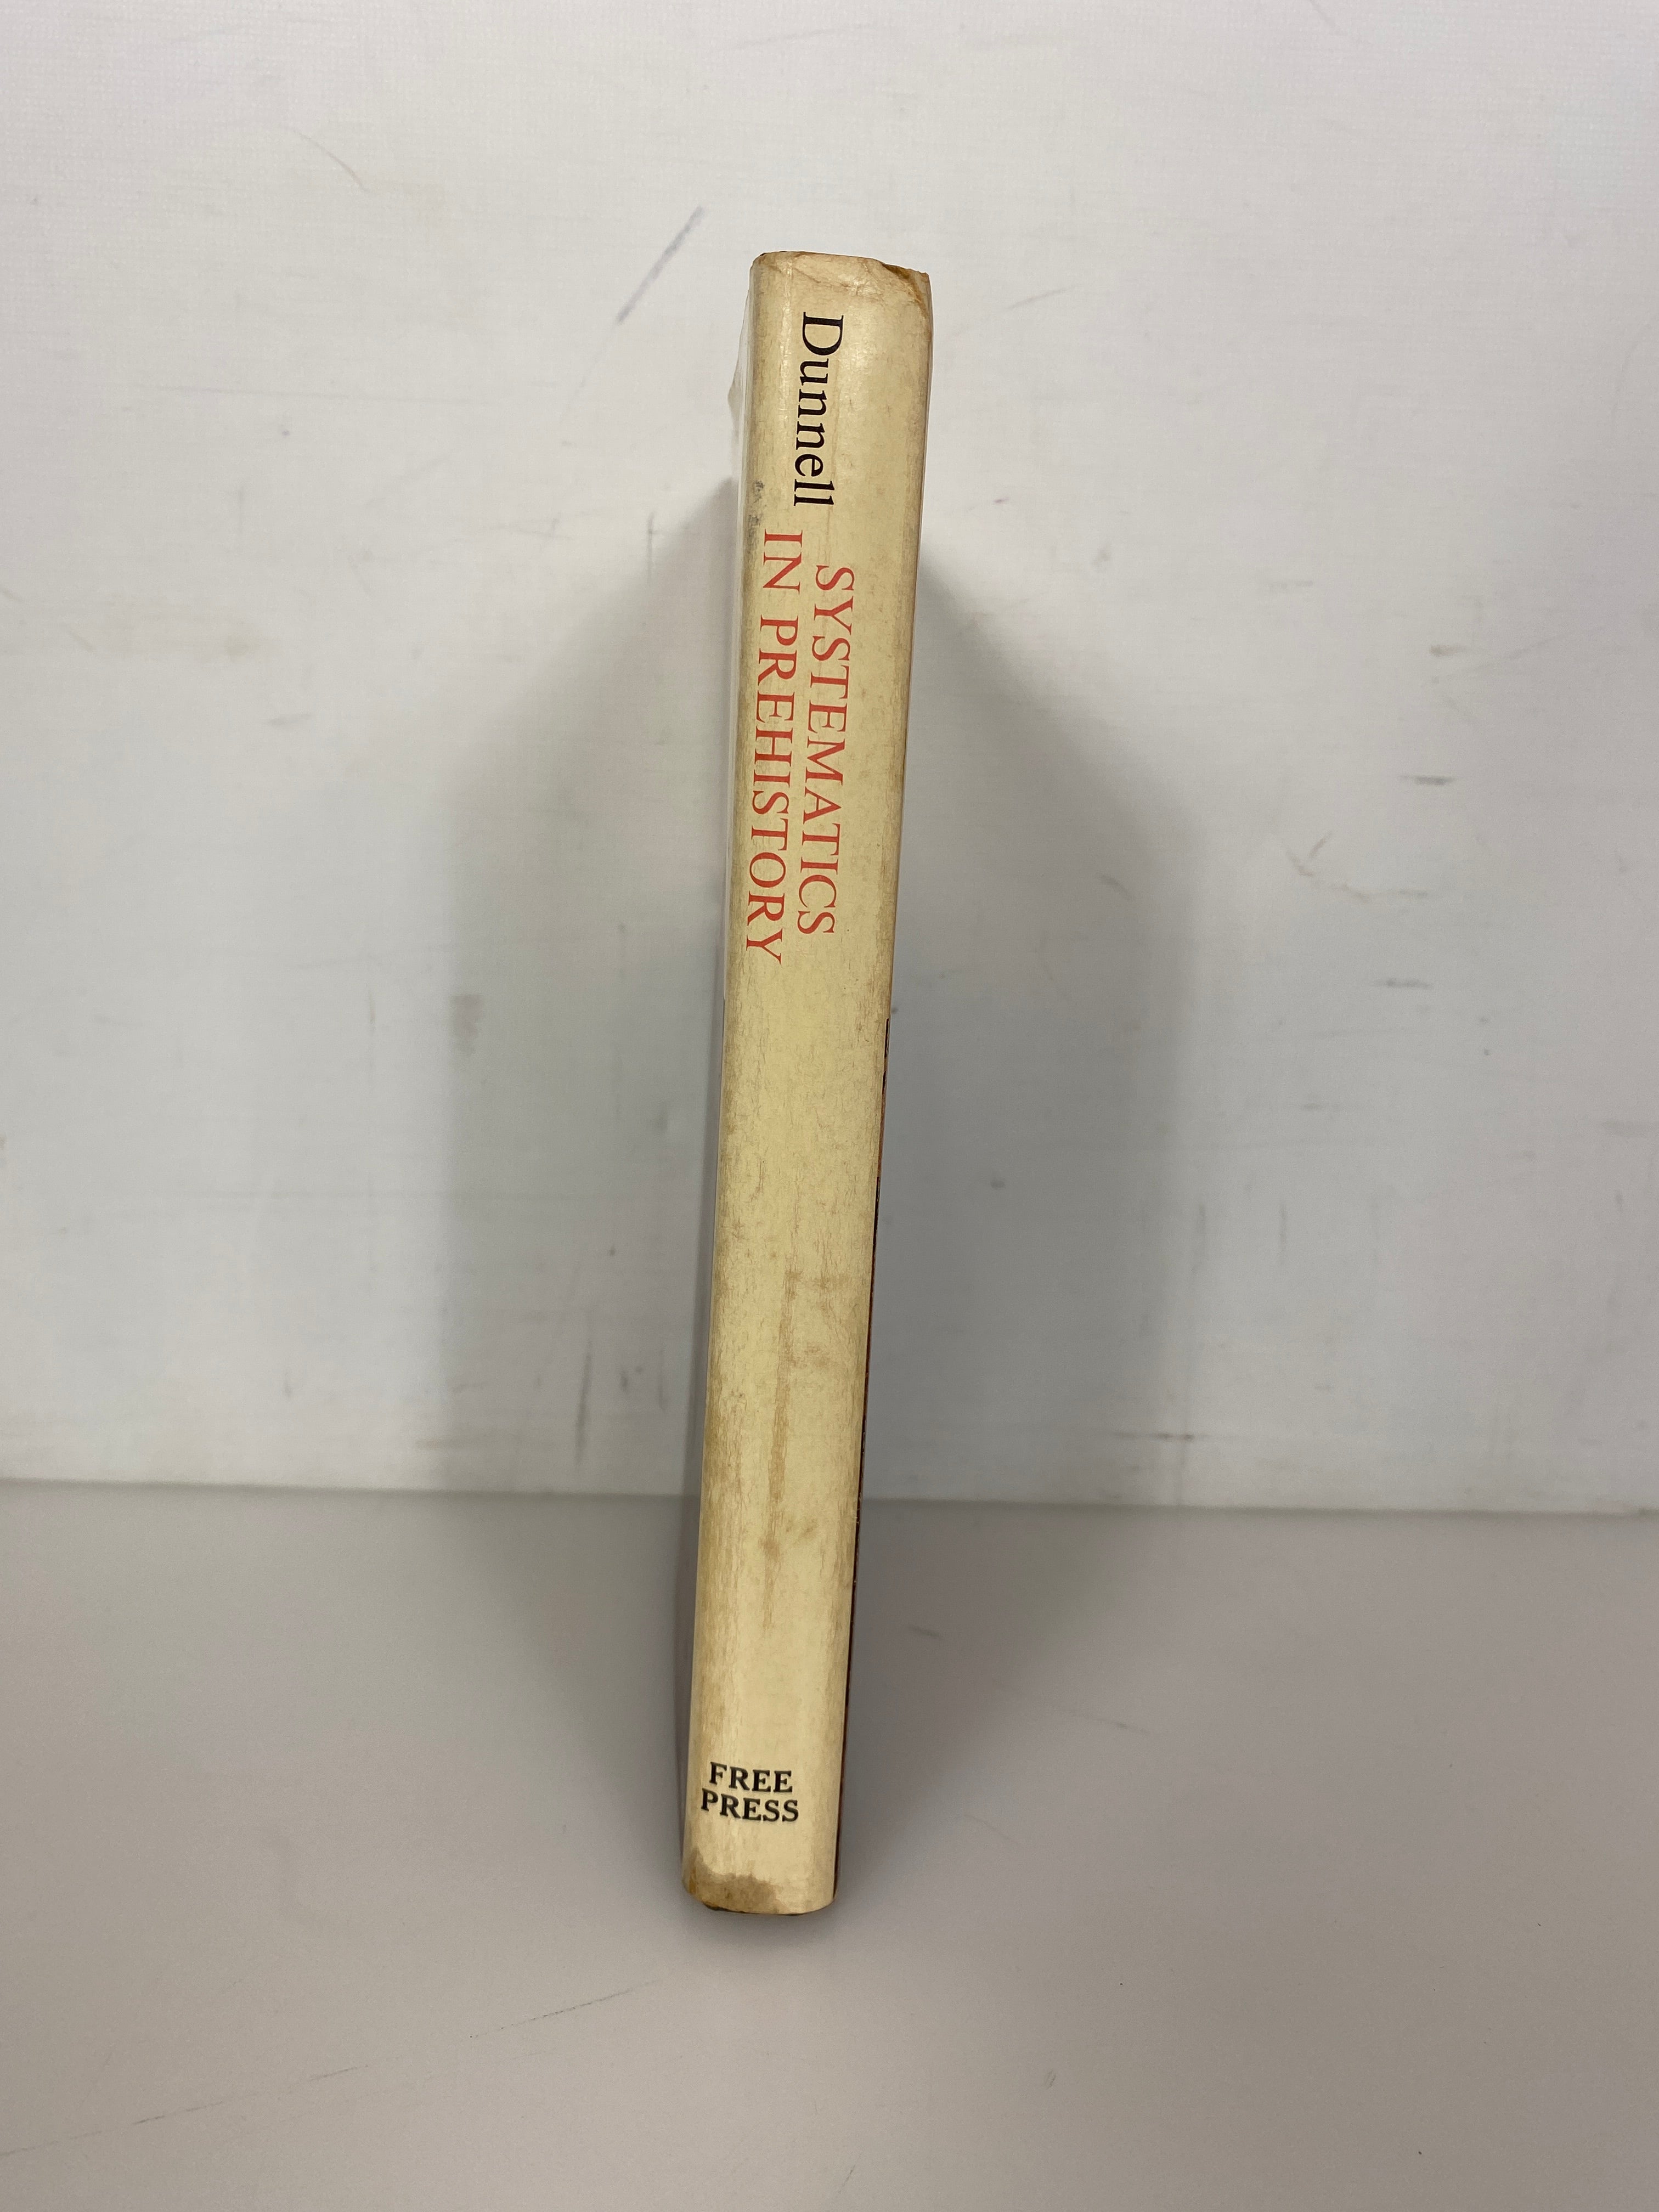 Dunnell
SYSTEMATICS
IN PREHISTORY
FREE
PRESS